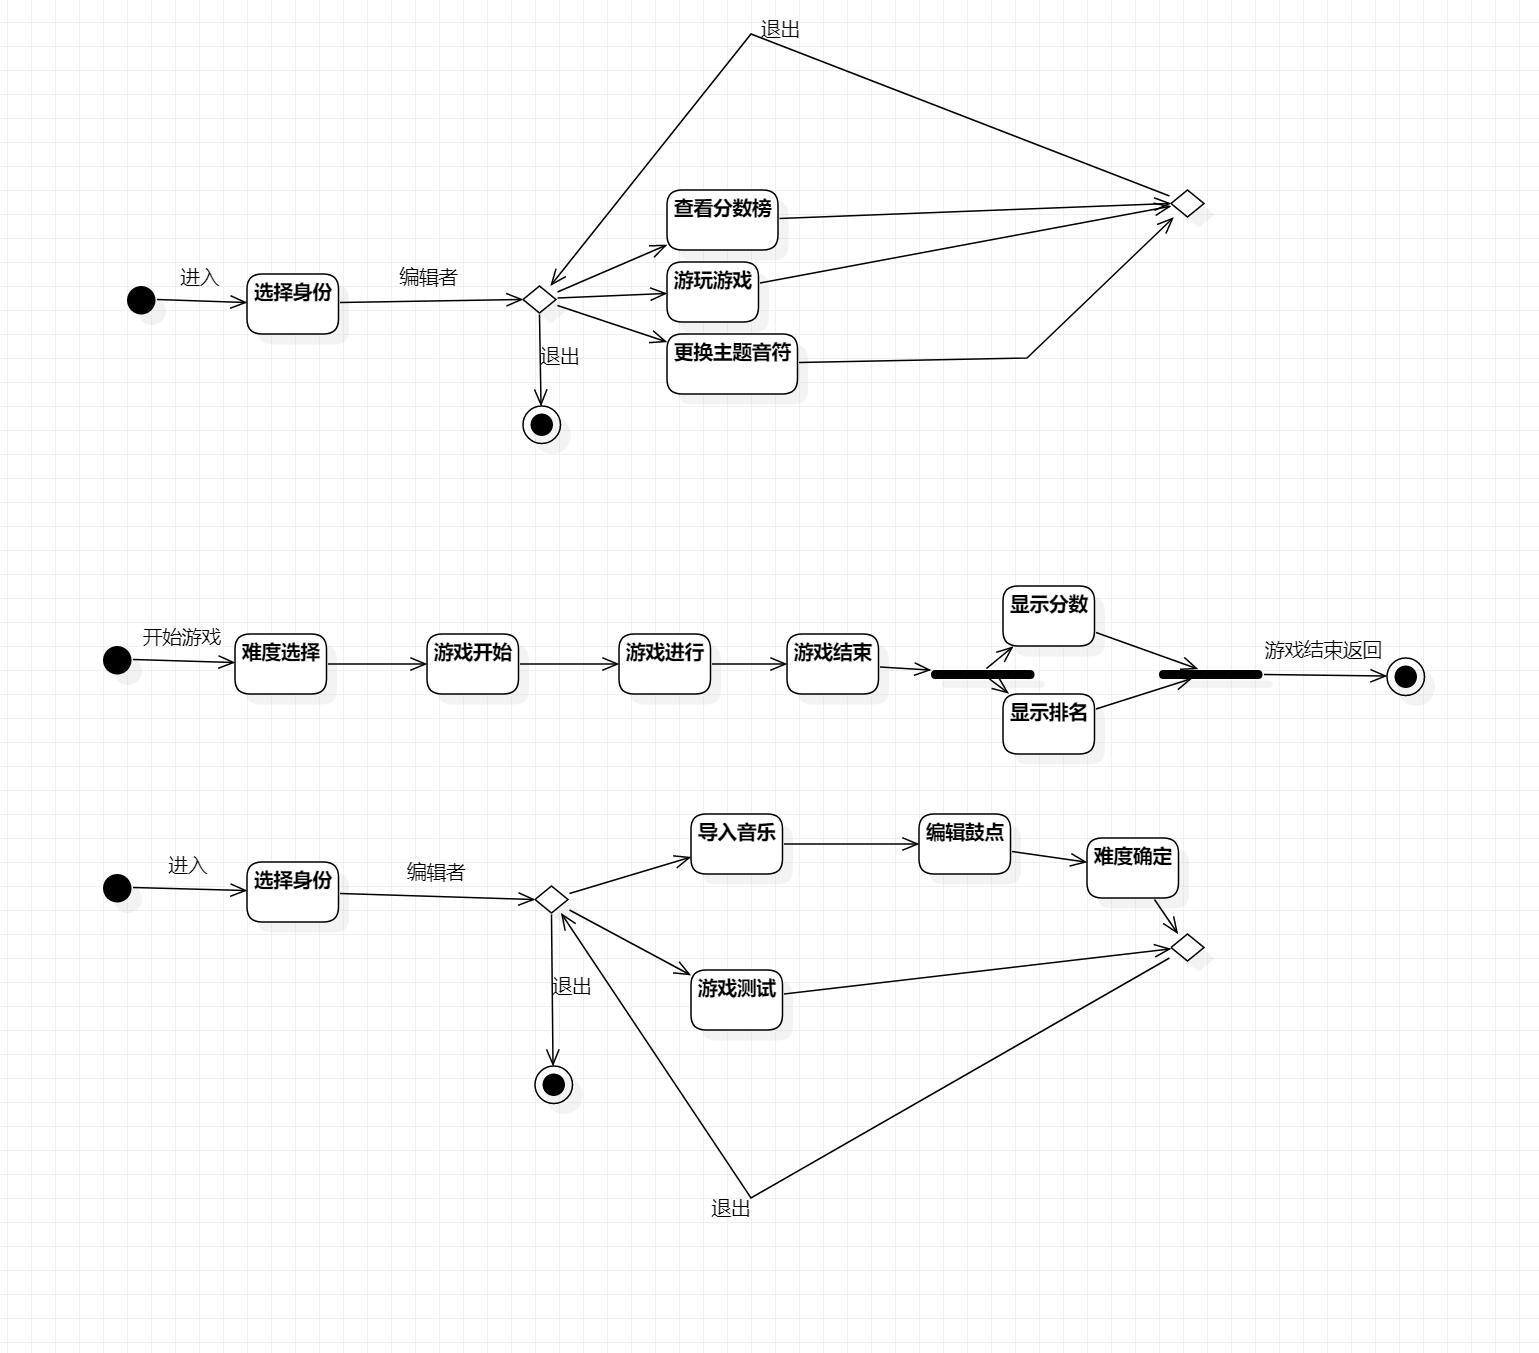 退出
查看分数榜
进入
选择身份
编辑者
游玩游戏
退出
更换主题音符
开始游戏
难度选择
游戏开始
游戏进行
游戏结束
显示分数
显示排名
游戏结束返回
进入
选择身份
编辑者
导入音乐
编辑鼓点
难度确定
退出
游戏测试
退出